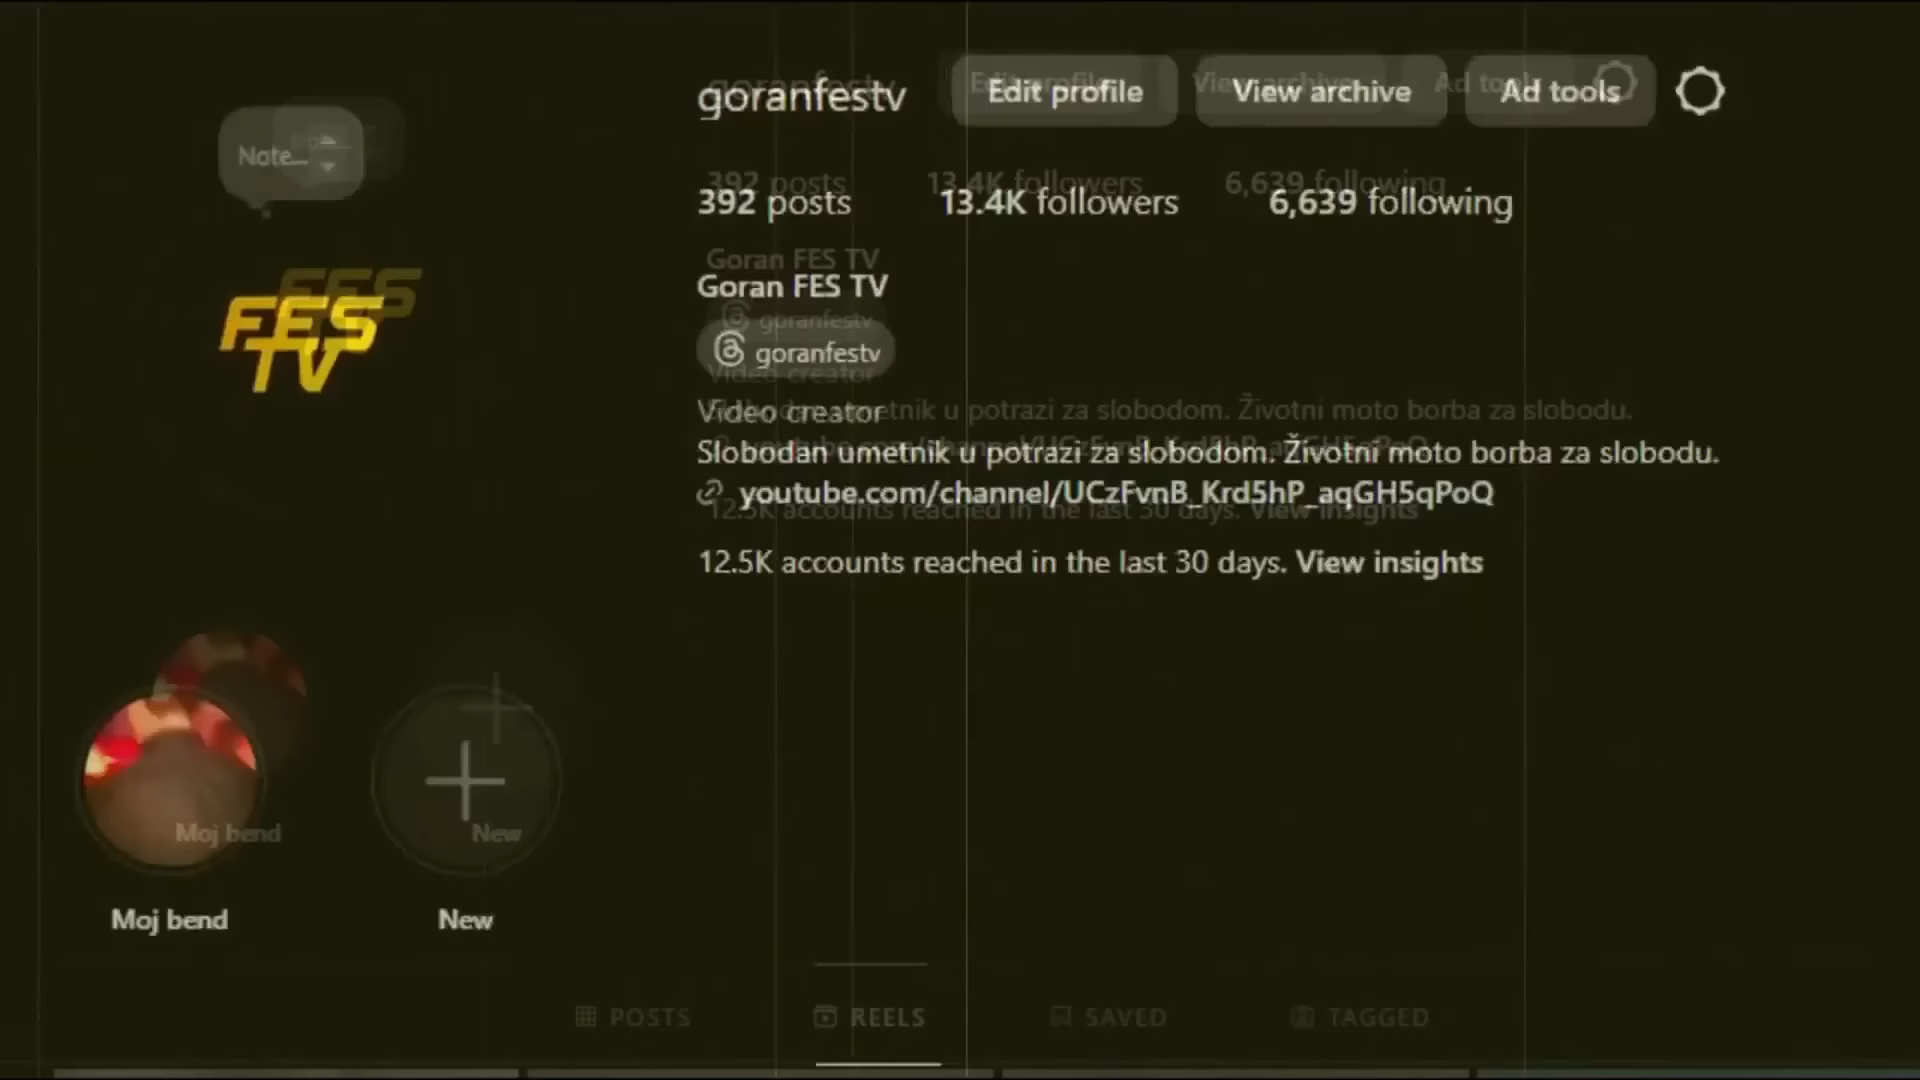 goranfestv Edit profile View archive Ad tools
Note...
392 posts 13.4K followers 6,639 following
Goran FES TV
FES
TV
goranfestv
Video creator
Slobodan umetnik u potrazi za slobodom. Životni moto borba za slobodu.
youtube.com/channel/UCzFvnB_Krd5hP_aqGH5qPoQ
12.5K accounts reached in the last 30 days. View insights
Moj bend New
POSTS REELS SAVED TAGGED